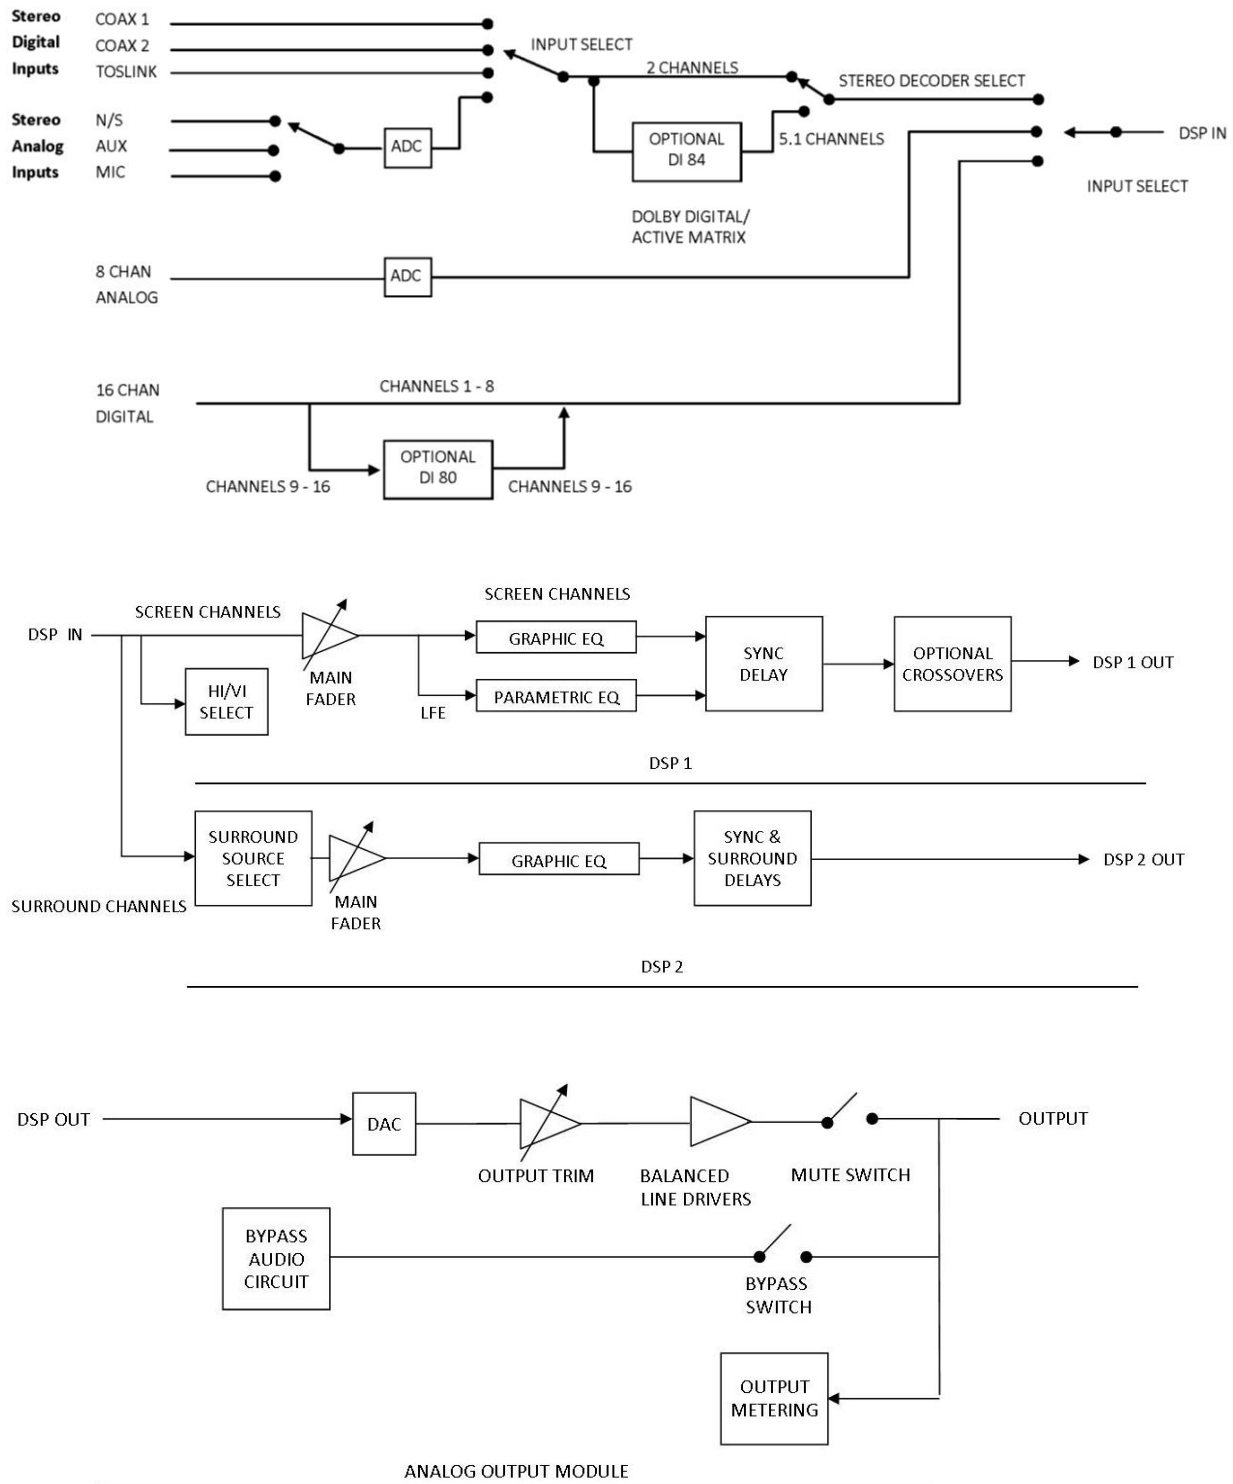 Stereo COAX 1
Digital COAX 2
Inputs TOSLINK
INPUT SELECT
2 CHANNELS
STEREO DECODER SELECT
Stereo N/S
Analog AUX
Inputs MIC
ADC
OPTIONAL
DI 84
5.1 CHANNELS
DSP IN
INPUT SELECT
DOLBY DIGITAL/
ACTIVE MATRIX
8 CHAN
ANALOG
ADC
16 CHAN
DIGITAL
CHANNELS 1 - 8
OPTIONAL
DI 80
CHANNELS 9 - 16
CHANNELS 9 - 16
SCREEN CHANNELS
SCREEN CHANNELS
DSP IN
HI/VI
SELECT
MAIN
FADER
GRAPHIC EQ
LFE
PARAMETRIC EQ
SYNC
DELAY
OPTIONAL
CROSSOVERS
DSP 1 OUT
DSP 1
SURROUND
SOURCE
SELECT
SURROUND CHANNELS
MAIN
FADER
GRAPHIC EQ
SYNC &
SURROUND
DELAYS
DSP 2 OUT
DSP 2
DSP OUT
DAC
OUTPUT TRIM
BALANCED
LINE DRIVERS
MUTE SWITCH
OUTPUT
BYPASS
AUDIO
CIRCUIT
BYPASS
SWITCH
OUTPUT
METERING
ANALOG OUTPUT MODULE